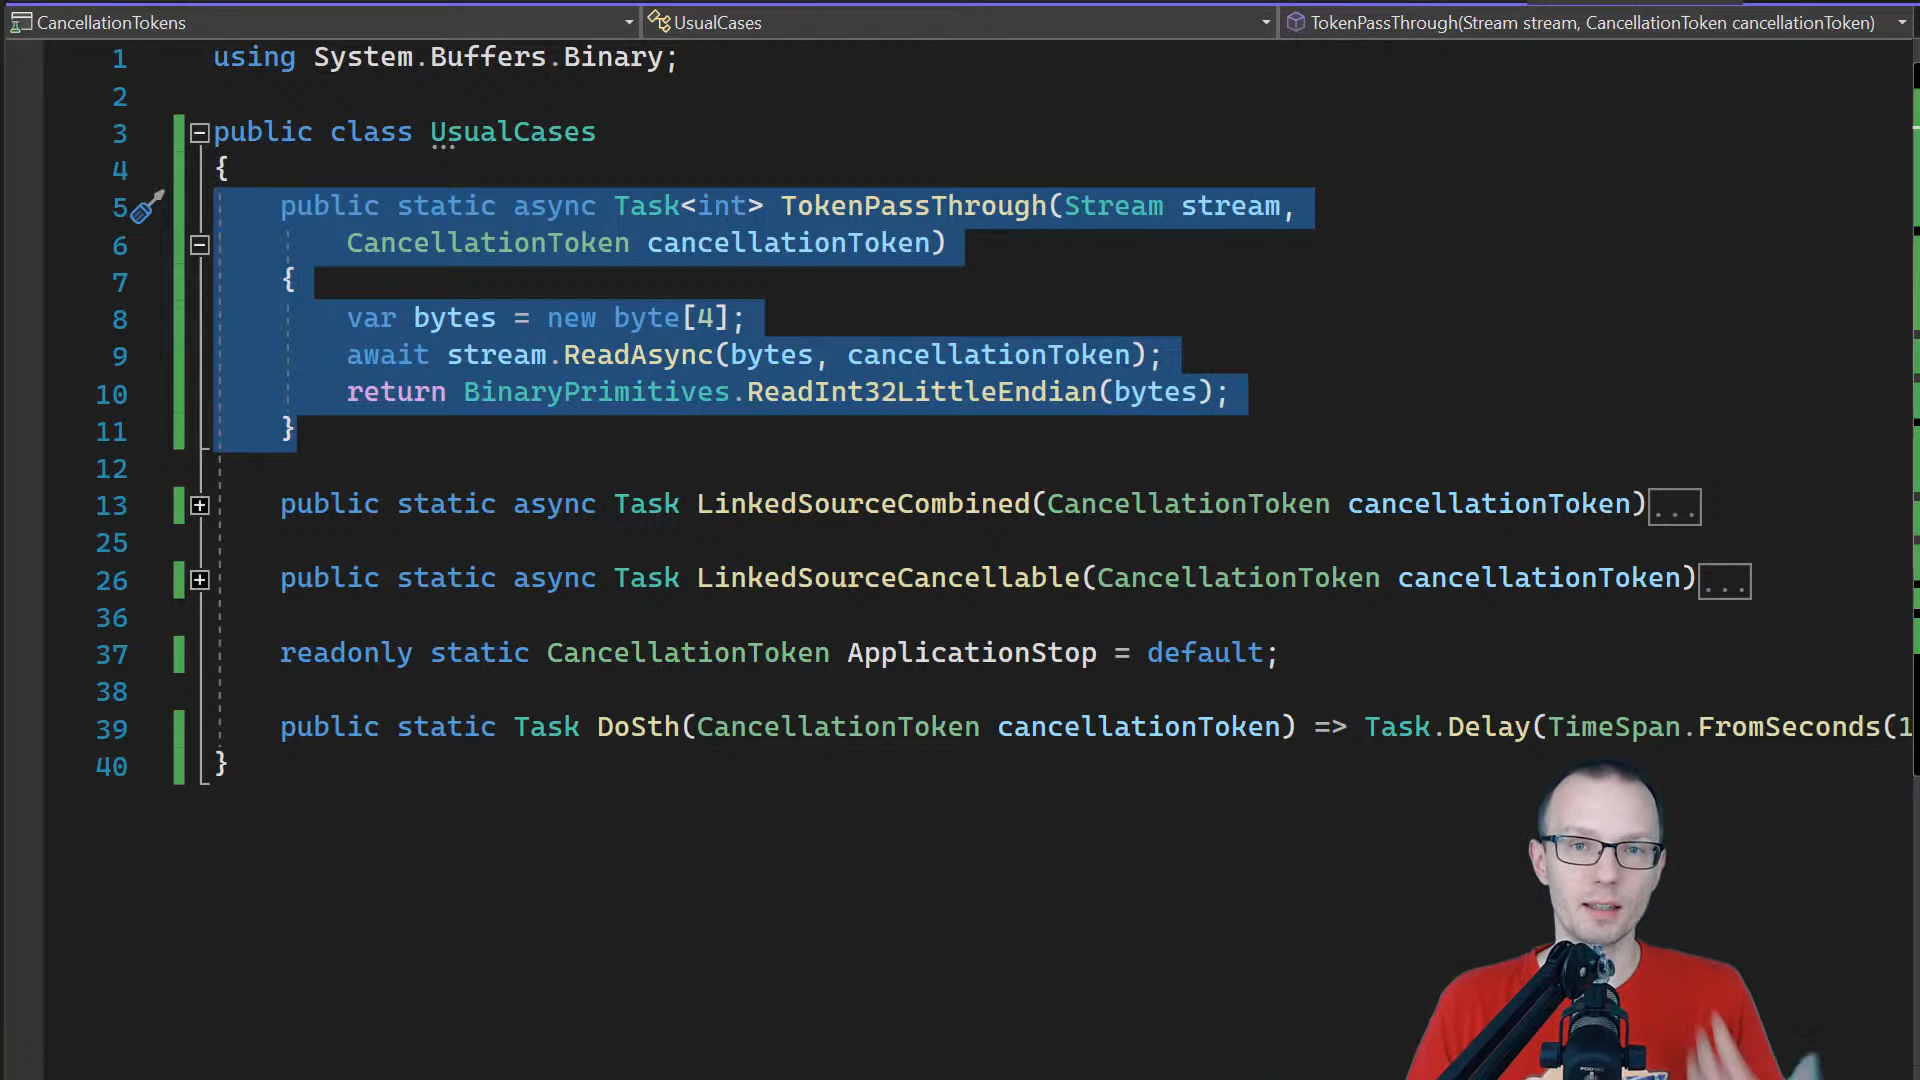 CancellationTokens UsualCases TokenPassThrough(Stream stream, CancellationToken cancellationToken)
1 using System.Buffers.Binary;
2
3 public class UsualCases
4 {
5 public static async Task<int> TokenPassThrough(Stream stream,
6 CancellationToken cancellationToken)
7 {
8 var bytes = new byte[4];
9 await stream.ReadAsync(bytes, cancellationToken);
10 return BinaryPrimitives.ReadInt32LittleEndian(bytes);
11 }
12
13 public static async Task LinkedSourceCombined(CancellationToken cancellationToken)...
25
26 public static async Task LinkedSourceCancellable(CancellationToken cancellationToken)...
36
37 readonly static CancellationToken ApplicationStop = default;
38
39 public static Task DoSth(CancellationToken cancellationToken) => Task.Delay(TimeSpan.FromSeconds(1
40 }